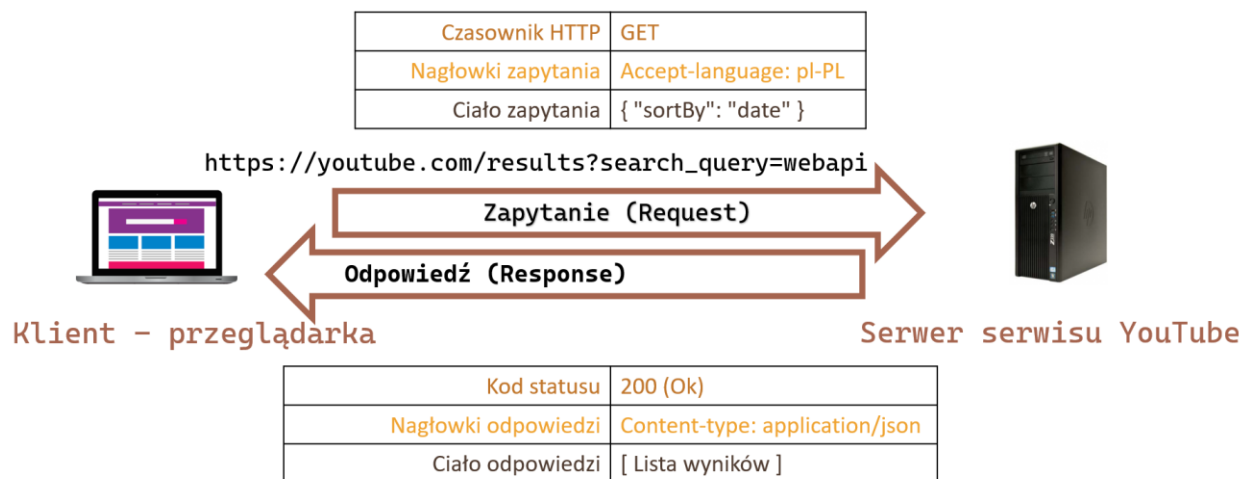 Czasownik HTTP GET
Nagłowki zapytania Accept-language: pl-PL
Ciało zapytania { "sortBy": "date" }
https://youtube.com/results?search_query=webapi
Zapytanie (Request)
Odpowiedź (Response)
Klient – przeglądarka
Serwer serwisu YouTube
Kod statusu 200 (Ok)
Nagłowki odpowiedzi Content-type: application/json
Ciało odpowiedzi [ Lista wyników ]